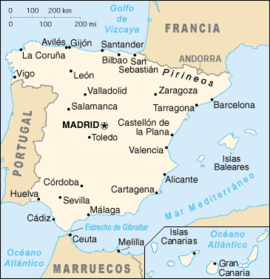 0 100 200 km
0 100 200 mi
Golfo
de
Vizcaya
FRANCIA
Avilés
Gijón
Santander
La Coruña
Bilbao
San
Sebastián
ANDORRA
Pirineos
Vigo
León
Valladolid
Zaragoza
Barcelona
Salamanca
Tarragona
MADRID
Castellón
de la Plana
PORTUGAL
Toledo
Valencia
Islas
Baleares
Córdoba
Alicante
Cartagena
Mar Mediterráneo
Huelva
Sevilla
Málaga
Cádiz
Estrecho de Gibraltar
Ceuta
Melilla
Océano
Atlántico
MARRUECOS
Islas
Canarias
Océano
Atlántico
Gran
Canaria